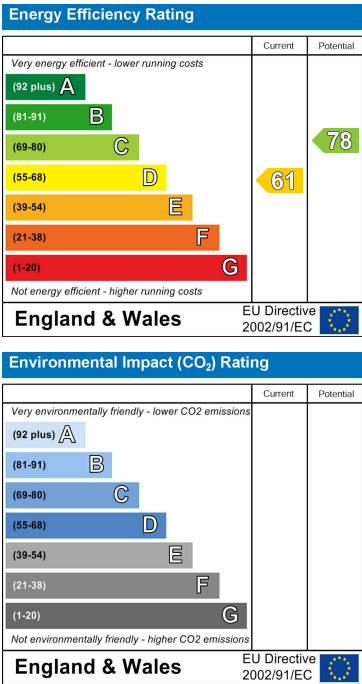 Energy Efficiency Rating
Current Potential
Very energy efficient - lower running costs
(92 plus) A
(81-91) B
(69-80) C
(55-68) D
(39-54) E
(21-38) F
(1-20) G
61
78
Not energy efficient - higher running costs
England & Wales
EU Directive
2002/91/EC
Environmental Impact (CO₂) Rating
Current Potential
Very environmentally friendly - lower CO2 emissions
(92 plus) A
(81-91) B
(69-80) C
(55-68) D
(39-54) E
(21-38) F
(1-20) G
Not environmentally friendly - higher CO2 emissions
England & Wales
EU Directive
2002/91/EC